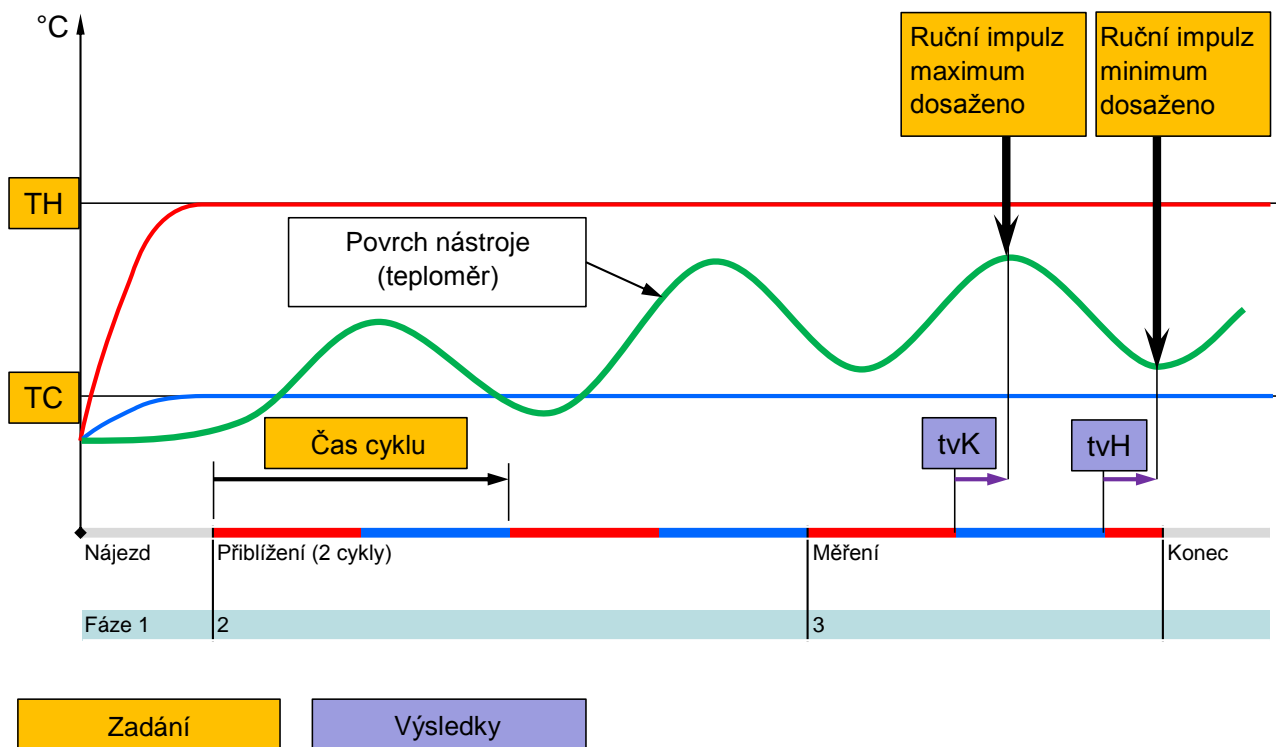 °C
Ruční impulz
maximum
dosaženo
Ruční impulz
minimum
dosaženo
TH
Povrch nástroje
(teploměr)
TC
Čas cyklu
tvK
tvH
Nájezd
Přiblížení (2 cykly)
Měření
Konec
Fáze 1
2
3
Zadání
Výsledky